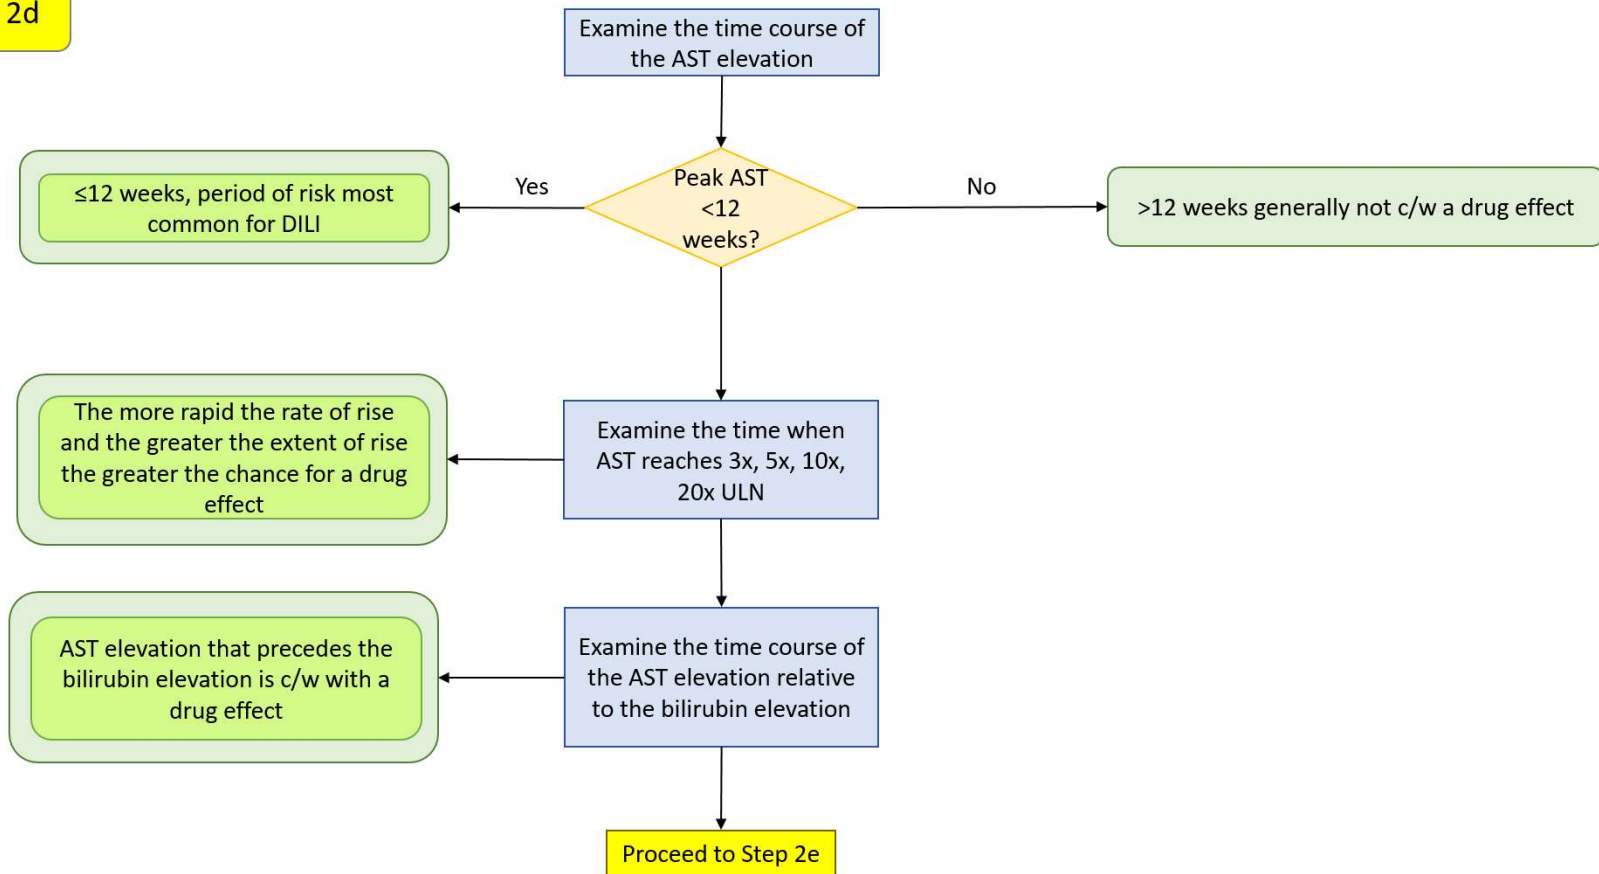 2d
Examine the time course of
the AST elevation
Peak AST
<12
weeks?
Yes
No
≤12 weeks, period of risk most
common for DILI
>12 weeks generally not c/w a drug effect
The more rapid the rate of rise
and the greater the extent of rise
the greater the chance for a drug
effect
Examine the time when
AST reaches 3x, 5x, 10x,
20x ULN
AST elevation that precedes the
bilirubin elevation is c/w with a
drug effect
Examine the time course of
the AST elevation relative
to the bilirubin elevation
Proceed to Step 2e